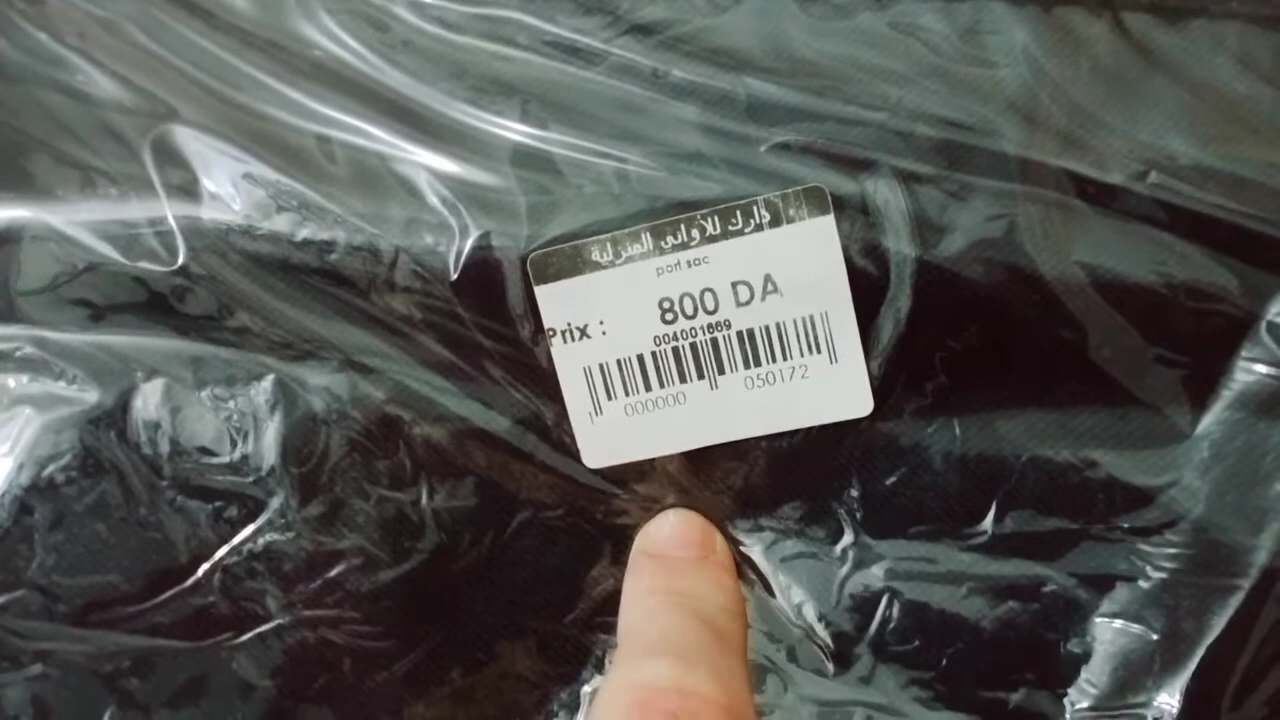 دارك للأواني المنزلية
port sac
Prix : 800 DA
004001669
000000 050172